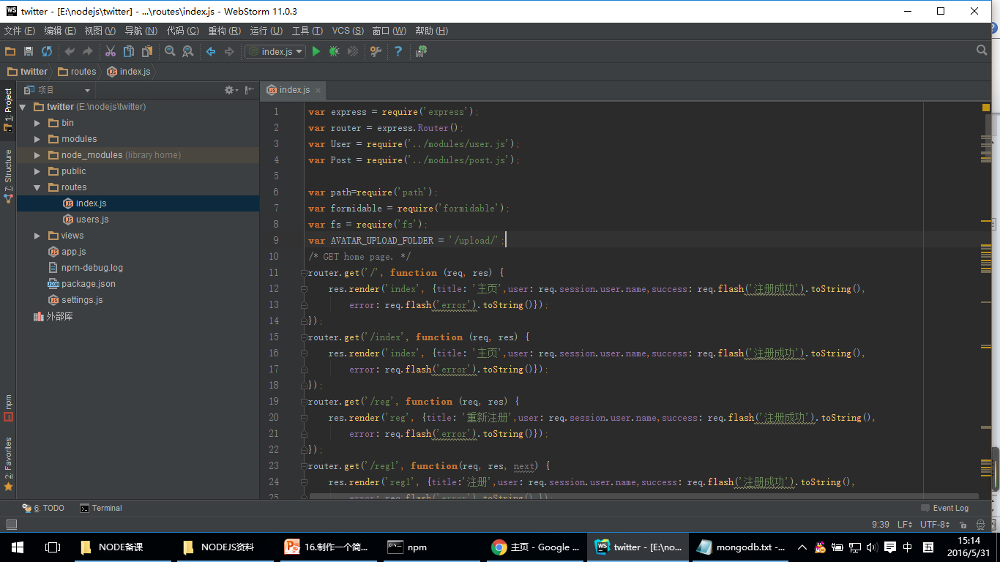 twitter - [E:\nodejs\twitter] - ...\routes\index.js - WebStorm 11.0.3
文件 (F) 编辑 (E) 视图 (V) 导航 (N) 代码 (C) 重构 (R) 运行 (U) 工具 (T) VCS (S) 窗口 (W) 帮助 (H)
index.js
twitter routes index.js
项目
index.js
1: Project
7: Structure
npm
2: Favorites
twitter (E:\nodejs\twitter)
bin
modules
node_modules (library home)
public
routes
index.js
users.js
views
app.js
npm-debug.log
package.json
settings.js
外部库
1 var express = require('express');
2 var router = express.Router();
3 var User = require('../modules/user.js');
4 var Post = require('../modules/post.js');
5
6 var path=require('path');
7 var formidable = require('formidable');
8 var fs = require('fs');
9 var AVATAR_UPLOAD_FOLDER = '/upload/';
10 /* GET home page. */
11 router.get('/', function (req, res) {
12 res.render('index', {title: '主页',user: req.session.user.name,success: req.flash('注册成功').toString(),
13 error: req.flash('error').toString()});
14 });
15 router.get('/index', function (req, res) {
16 res.render('index', {title: '主页',user: req.session.user.name,success: req.flash('注册成功').toString(),
17 error: req.flash('error').toString()});
18 });
19 router.get('/reg', function (req, res) {
20 res.render('reg', {title: '重新注册',user: req.session.user.name,success: req.flash('注册成功').toString(),
21 error: req.flash('error').toString()});
22 });
23 router.get('/reg1', function(req, res, next) {
24 res.render('reg1', {title:'注册',user: req.session.user.name,success: req.flash('注册成功').toString(),
25 error: req.flash('error').toString() });
6: TODO Terminal Event Log
9:39 LF UTF-8
NODE备课 NODEJS资料 16.制作一个简... npm 主页 - Google ... twitter - [E:\no... mongodb.txt -... 中 五 15:14
2016/5/31